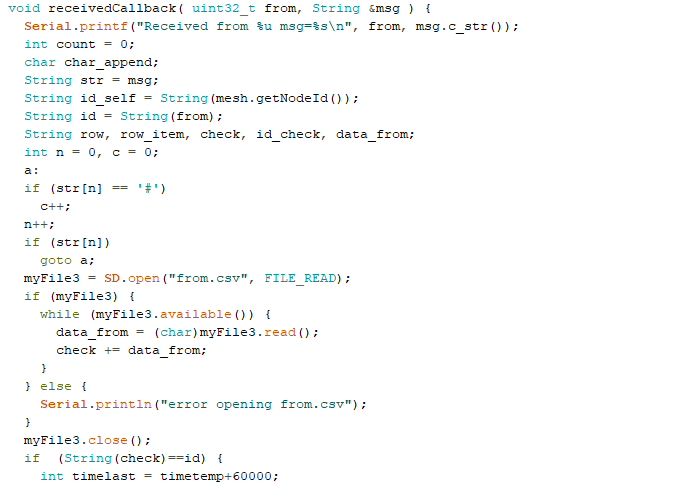 void receivedCallback( uint32_t from, String &msg ) {
  Serial.printf("Received from %u msg=%s\n", from, msg.c_str());
  int count = 0;
  char char_append;
  String str = msg;
  String id_self = String(mesh.getNodeId());
  String id = String(from);
  String row, row_item, check, id_check, data_from;
  int n = 0, c = 0;
  a:
  if (str[n] == '#')
    c++;
  n++;
  if (str[n])
    goto a;
  myFile3 = SD.open("from.csv", FILE_READ);
  if (myFile3) {
    while (myFile3.available()) {
      data_from = (char)myFile3.read();
      check += data_from;
    }
  } else {
    Serial.println("error opening from.csv");
  }
  myFile3.close();
  if  (String(check)==id) {
    int timelast = timetemp+60000;